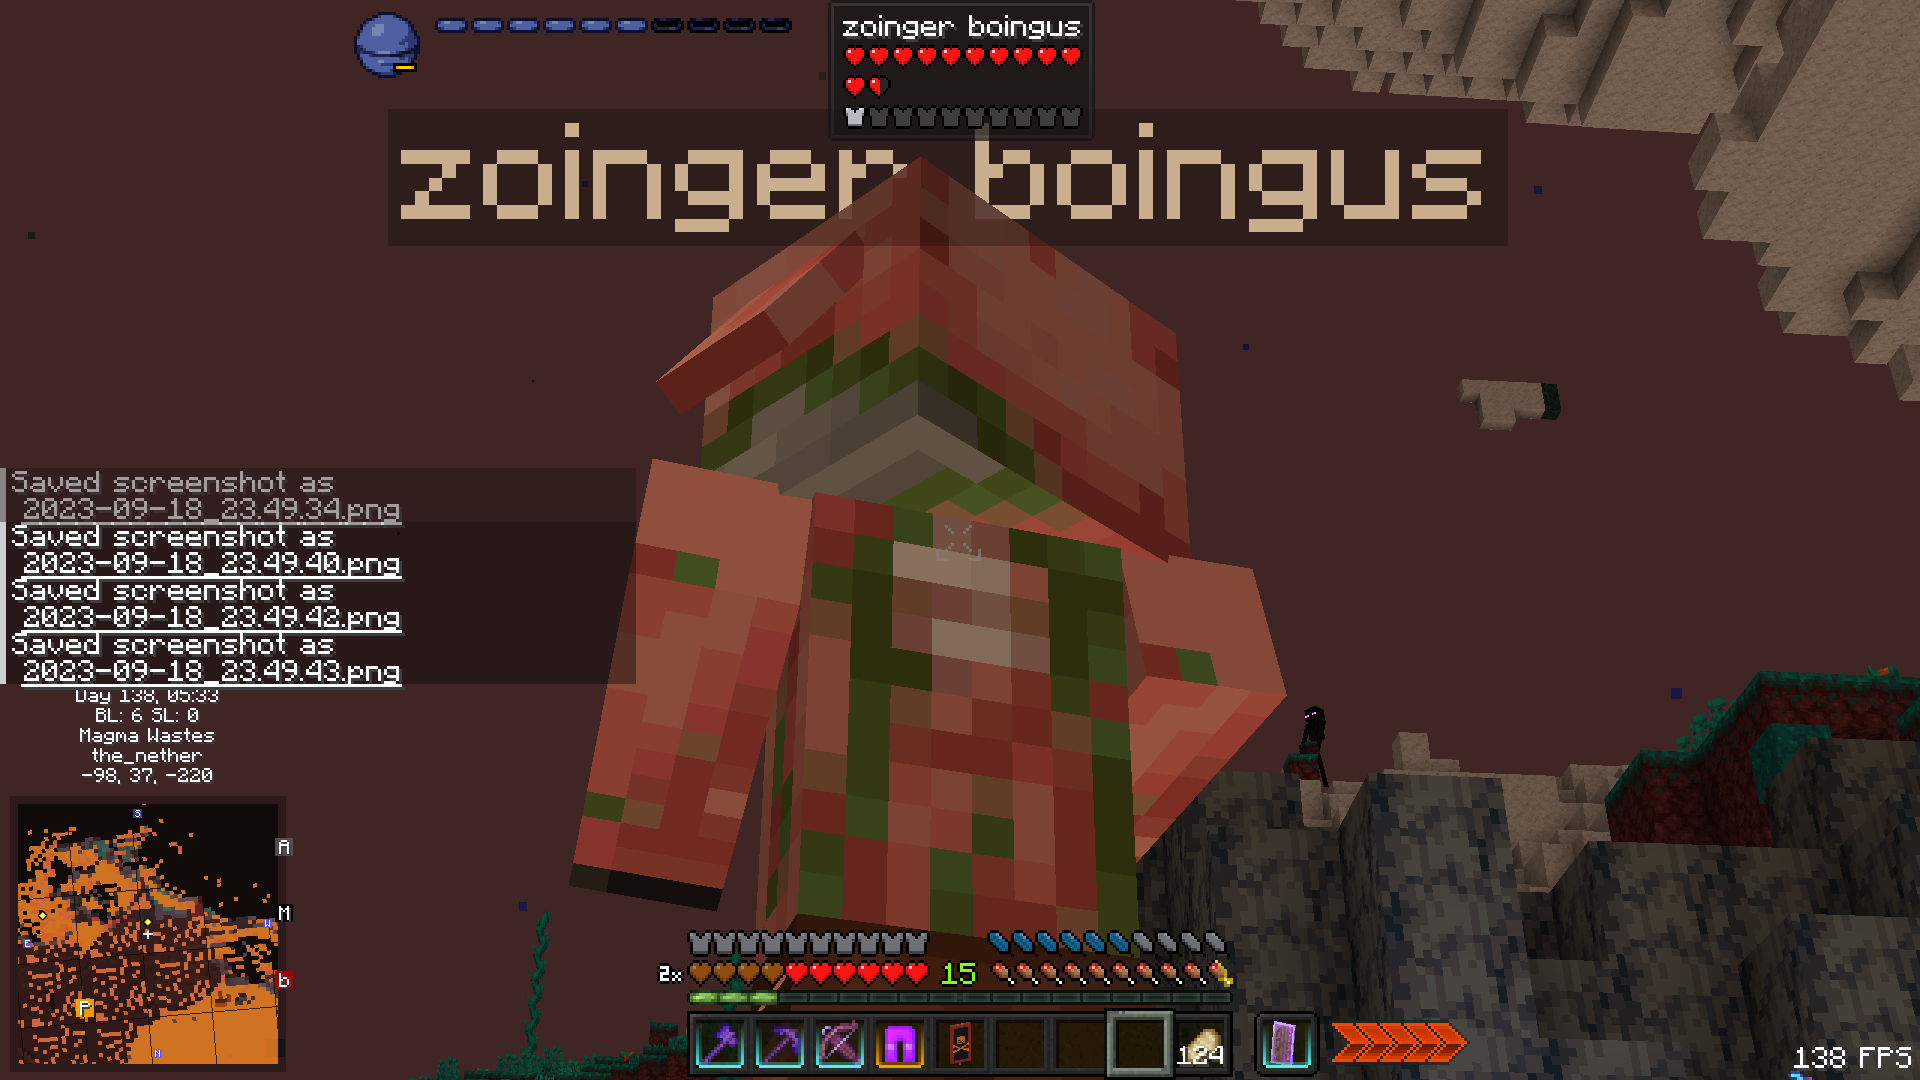 zoinger boingus
zoinger boingus
Saved screenshot as
2023-09-18_23.49.34.png
Saved screenshot as
2023-09-18_23.49.40.png
Saved screenshot as
2023-09-18_23.49.42.png
Saved screenshot as
2023-09-18_23.49.43.png
Day 138, 05:33
BL: 6 SL: 0
Magma Wastes
the_nether
-98, 37, -220
S
A
M
W
E
b
P
N
2x
15
124
138 FPS